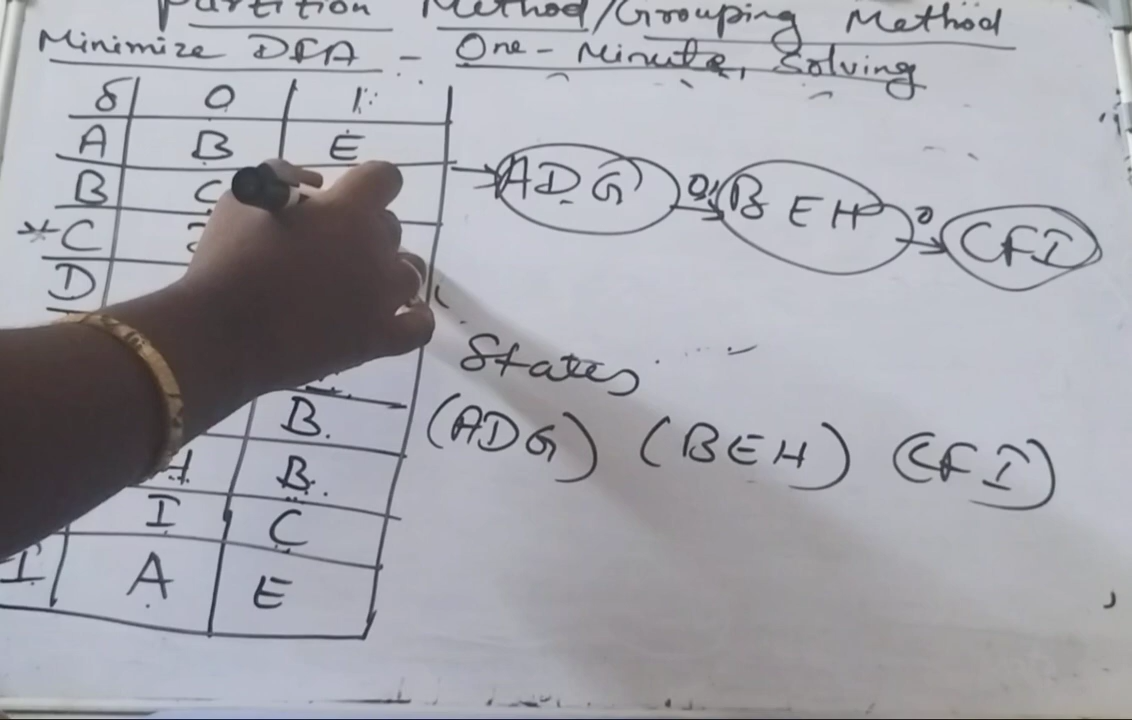 Partition Method/Grouping Method
Minimize DFA - One-Minute, Solving
δ 0 1
A B E
B C
*C
D
B.
H B.
I C
I A E
ADG 0,1 BEH 0 CFI
States
(ADG) (BEH) (CFI)